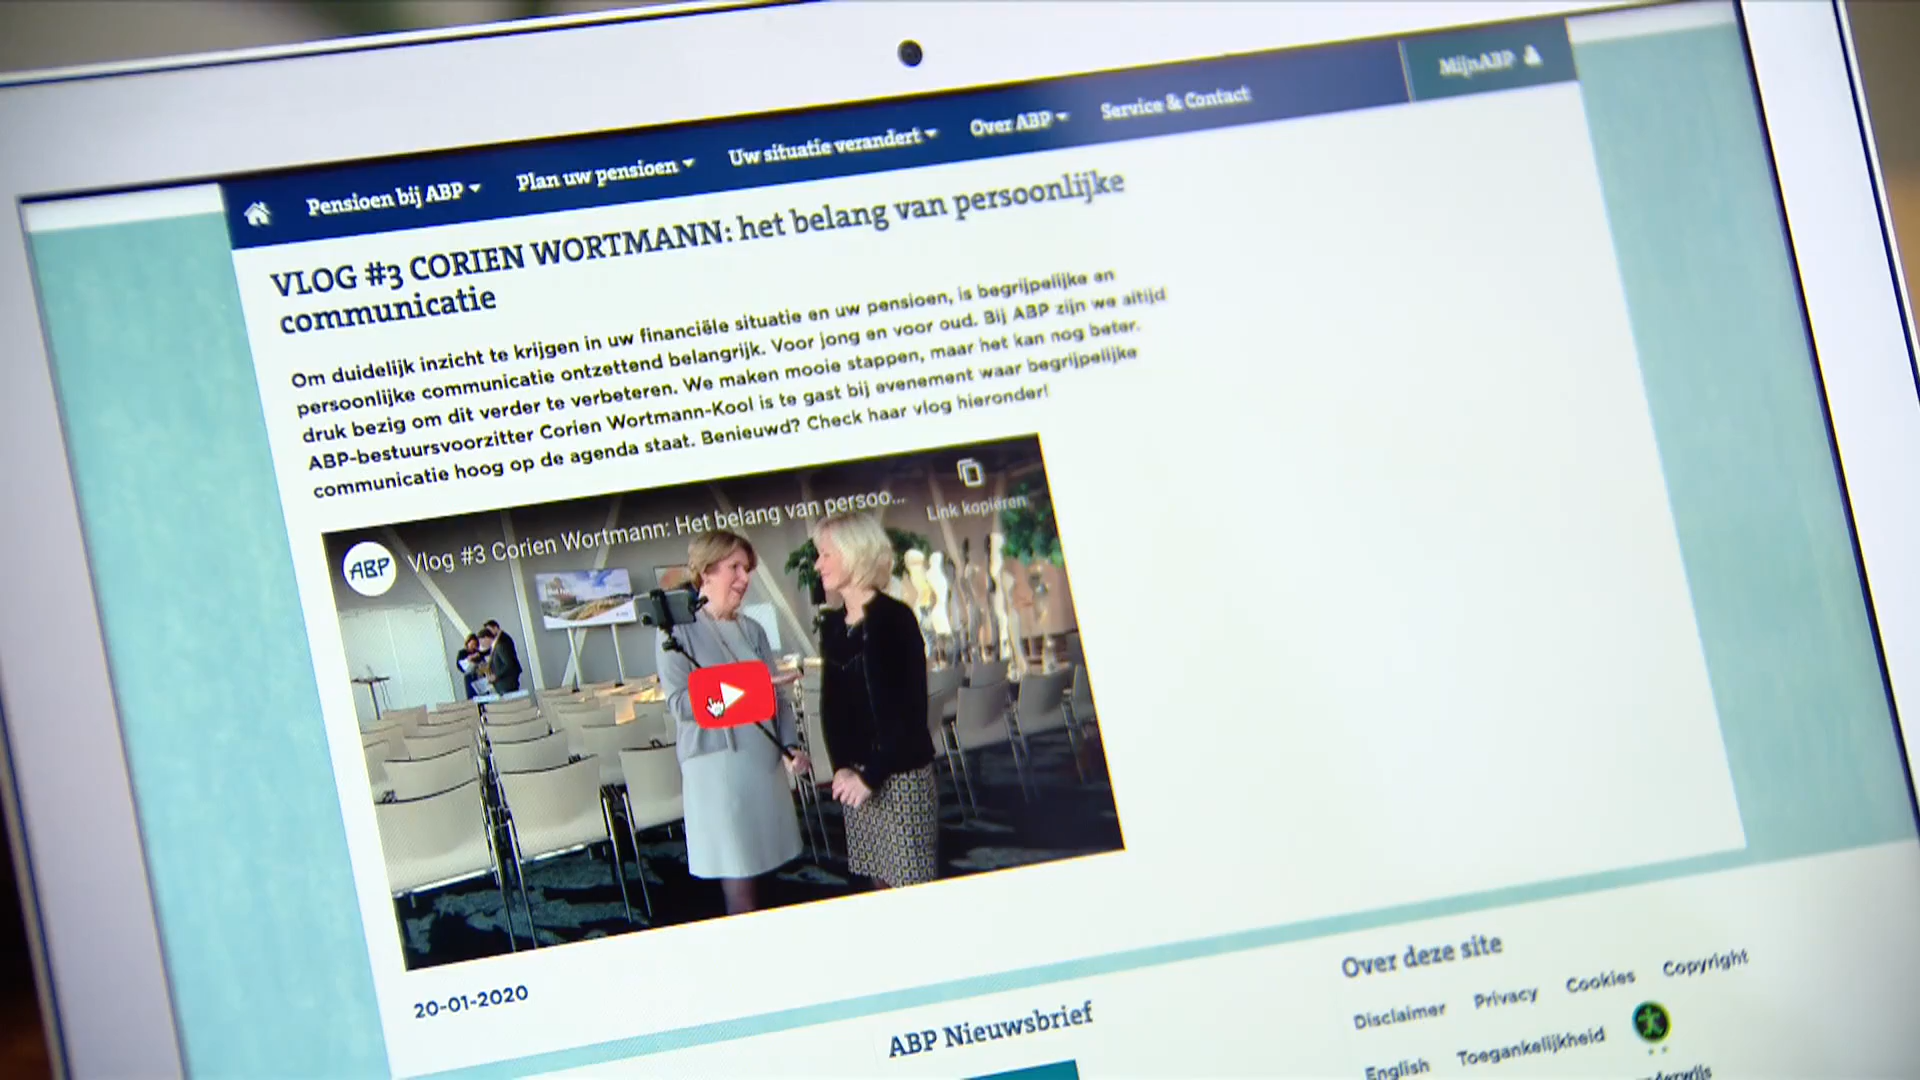 MijnABP
Pensioen bij ABP
Plan uw pensioen
Uw situatie verandert
Over ABP
Service & Contact
VLOG #3 CORIEN WORTMANN: het belang van persoonlijke
communicatie
Om duidelijk inzicht te krijgen in uw financiële situatie en uw pensioen, is begrijpelijke en
persoonlijke communicatie ontzettend belangrijk. Voor jong en voor oud. Bij ABP zijn we altijd
druk bezig om dit verder te verbeteren. We maken mooie stappen, maar het kan nog beter.
ABP-bestuursvoorzitter Corien Wortmann-Kool is te gast bij evenement waar begrijpelijke
communicatie hoog op de agenda staat. Benieuwd? Check haar vlog hieronder!
ABP
Vlog #3 Corien Wortmann: Het belang van persoo...
Link kopiëren
20-01-2020
ABP Nieuwsbrief
Over deze site
Disclaimer
Privacy
Cookies
Copyright
English
Toegankelijkheid